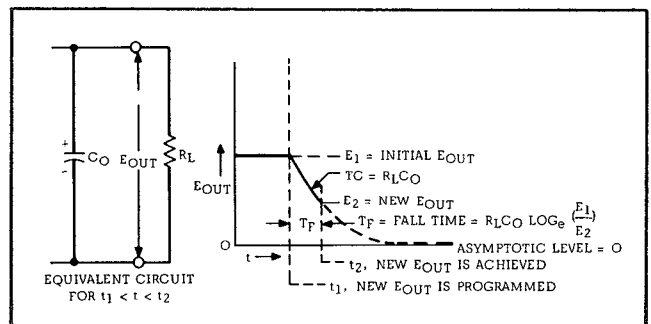 +
-
CO
EOUT
RL
EQUIVALENT CIRCUIT
FOR t1 < t < t2
EOUT
E1 = INITIAL EOUT
TC = RLCO
E2 = NEW EOUT
TF
TF = FALL TIME = RLCO LOGe (E1/E2)
O
ASYMPTOTIC LEVEL = O
t
t2, NEW EOUT IS ACHIEVED
t1, NEW EOUT IS PROGRAMMED